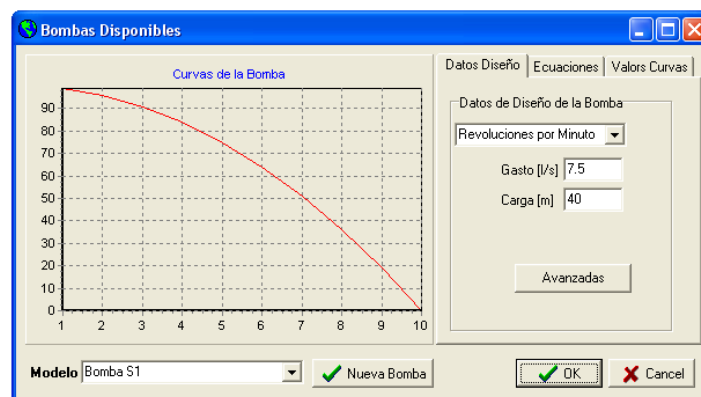 Bombas Disponibles
Curvas de la Bomba
90
80
70
60
50
40
30
20
10
0
1 2 3 4 5 6 7 8 9 10
Datos Diseño Ecuaciones Valors Curvas
Datos de Diseño de la Bomba
Revoluciones por Minuto
Gasto [l/s] 7.5
Carga [m] 40
Avanzadas
Modelo Bomba S1 Nueva Bomba OK Cancel